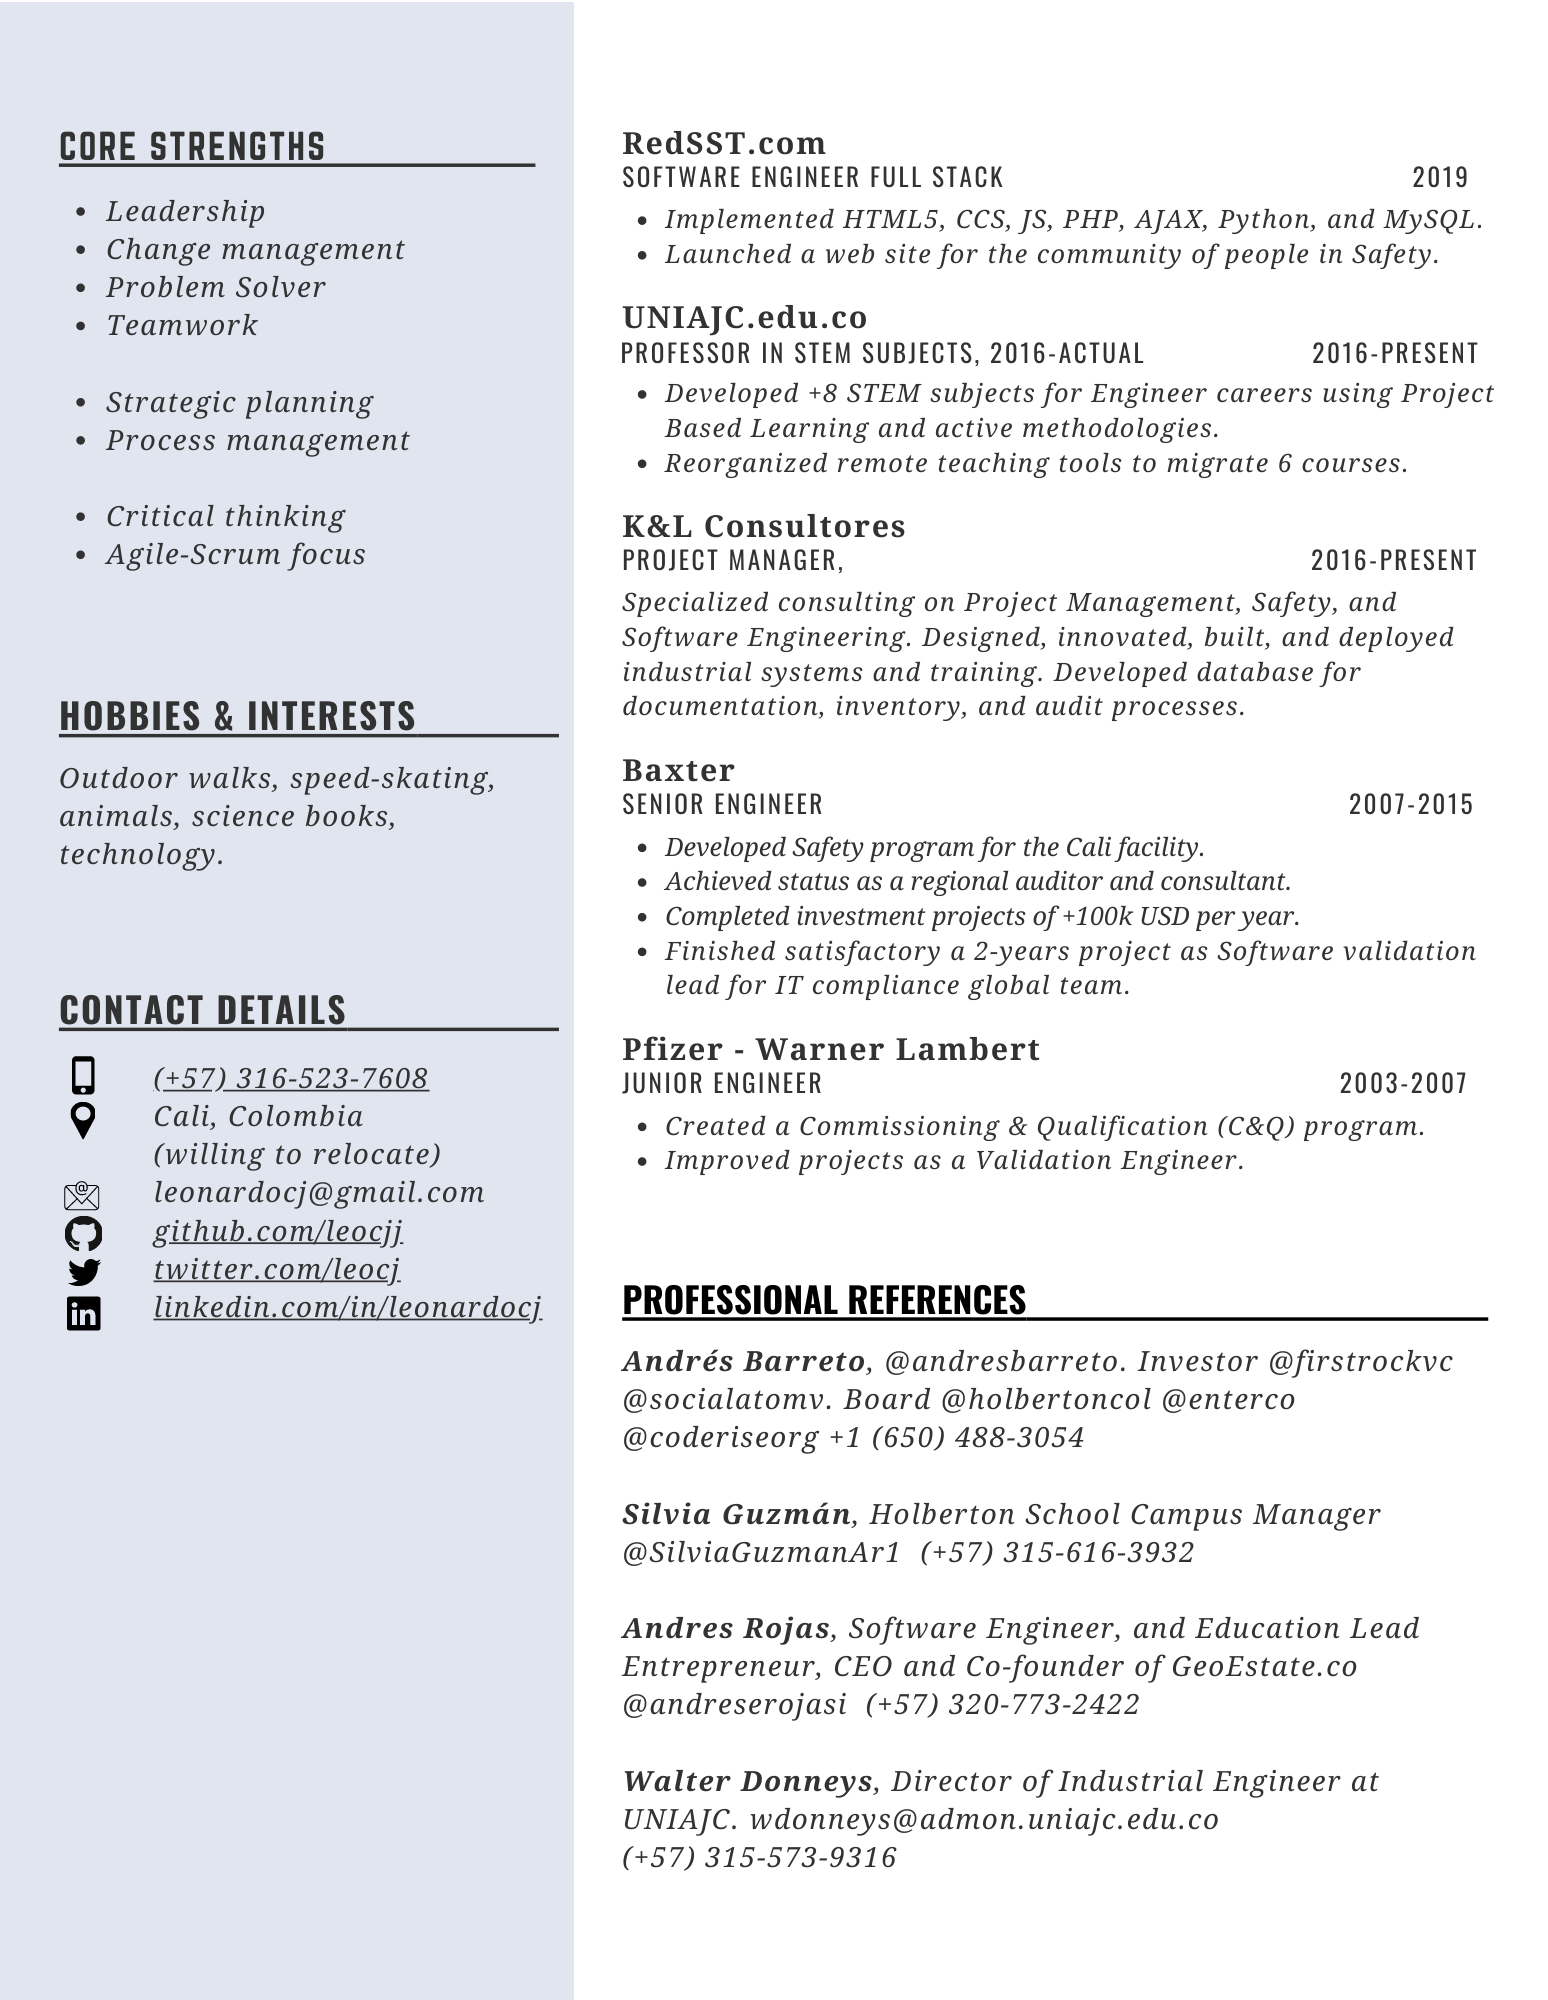 CORE STRENGTHS
• Leadership
• Change management
• Problem Solver
• Teamwork
• Strategic planning
• Process management
• Critical thinking
• Agile-Scrum focus
HOBBIES & INTERESTS
Outdoor walks, speed-skating,
animals, science books,
technology.
CONTACT DETAILS
(+57) 316-523-7608
Cali, Colombia
(willing to relocate)
leonardocj@gmail.com
github.com/leocjj
twitter.com/leocj
linkedin.com/in/leonardocj
RedSST.com
SOFTWARE ENGINEER FULL STACK 2019
• Implemented HTML5, CCS, JS, PHP, AJAX, Python, and MySQL.
• Launched a web site for the community of people in Safety.
UNIAJC.edu.co
PROFESSOR IN STEM SUBJECTS, 2016-ACTUAL 2016-PRESENT
• Developed +8 STEM subjects for Engineer careers using Project
Based Learning and active methodologies.
• Reorganized remote teaching tools to migrate 6 courses.
K&L Consultores
PROJECT MANAGER, 2016-PRESENT
Specialized consulting on Project Management, Safety, and
Software Engineering. Designed, innovated, built, and deployed
industrial systems and training. Developed database for
documentation, inventory, and audit processes.
Baxter
SENIOR ENGINEER 2007-2015
• Developed Safety program for the Cali facility.
• Achieved status as a regional auditor and consultant.
• Completed investment projects of +100k USD per year.
• Finished satisfactory a 2-years project as Software validation
lead for IT compliance global team.
Pfizer - Warner Lambert
JUNIOR ENGINEER 2003-2007
• Created a Commissioning & Qualification (C&Q) program.
• Improved projects as a Validation Engineer.
PROFESSIONAL REFERENCES
Andrés Barreto, @andresbarreto. Investor @firstrockvc
@socialatomv. Board @holbertoncol @enterco
@coderiseorg +1 (650) 488-3054
Silvia Guzmán, Holberton School Campus Manager
@SilviaGuzmanAr1 (+57) 315-616-3932
Andres Rojas, Software Engineer, and Education Lead
Entrepreneur, CEO and Co-founder of GeoEstate.co
@andreserojasi (+57) 320-773-2422
Walter Donneys, Director of Industrial Engineer at
UNIAJC. wdonneys@admon.uniajc.edu.co
(+57) 315-573-9316